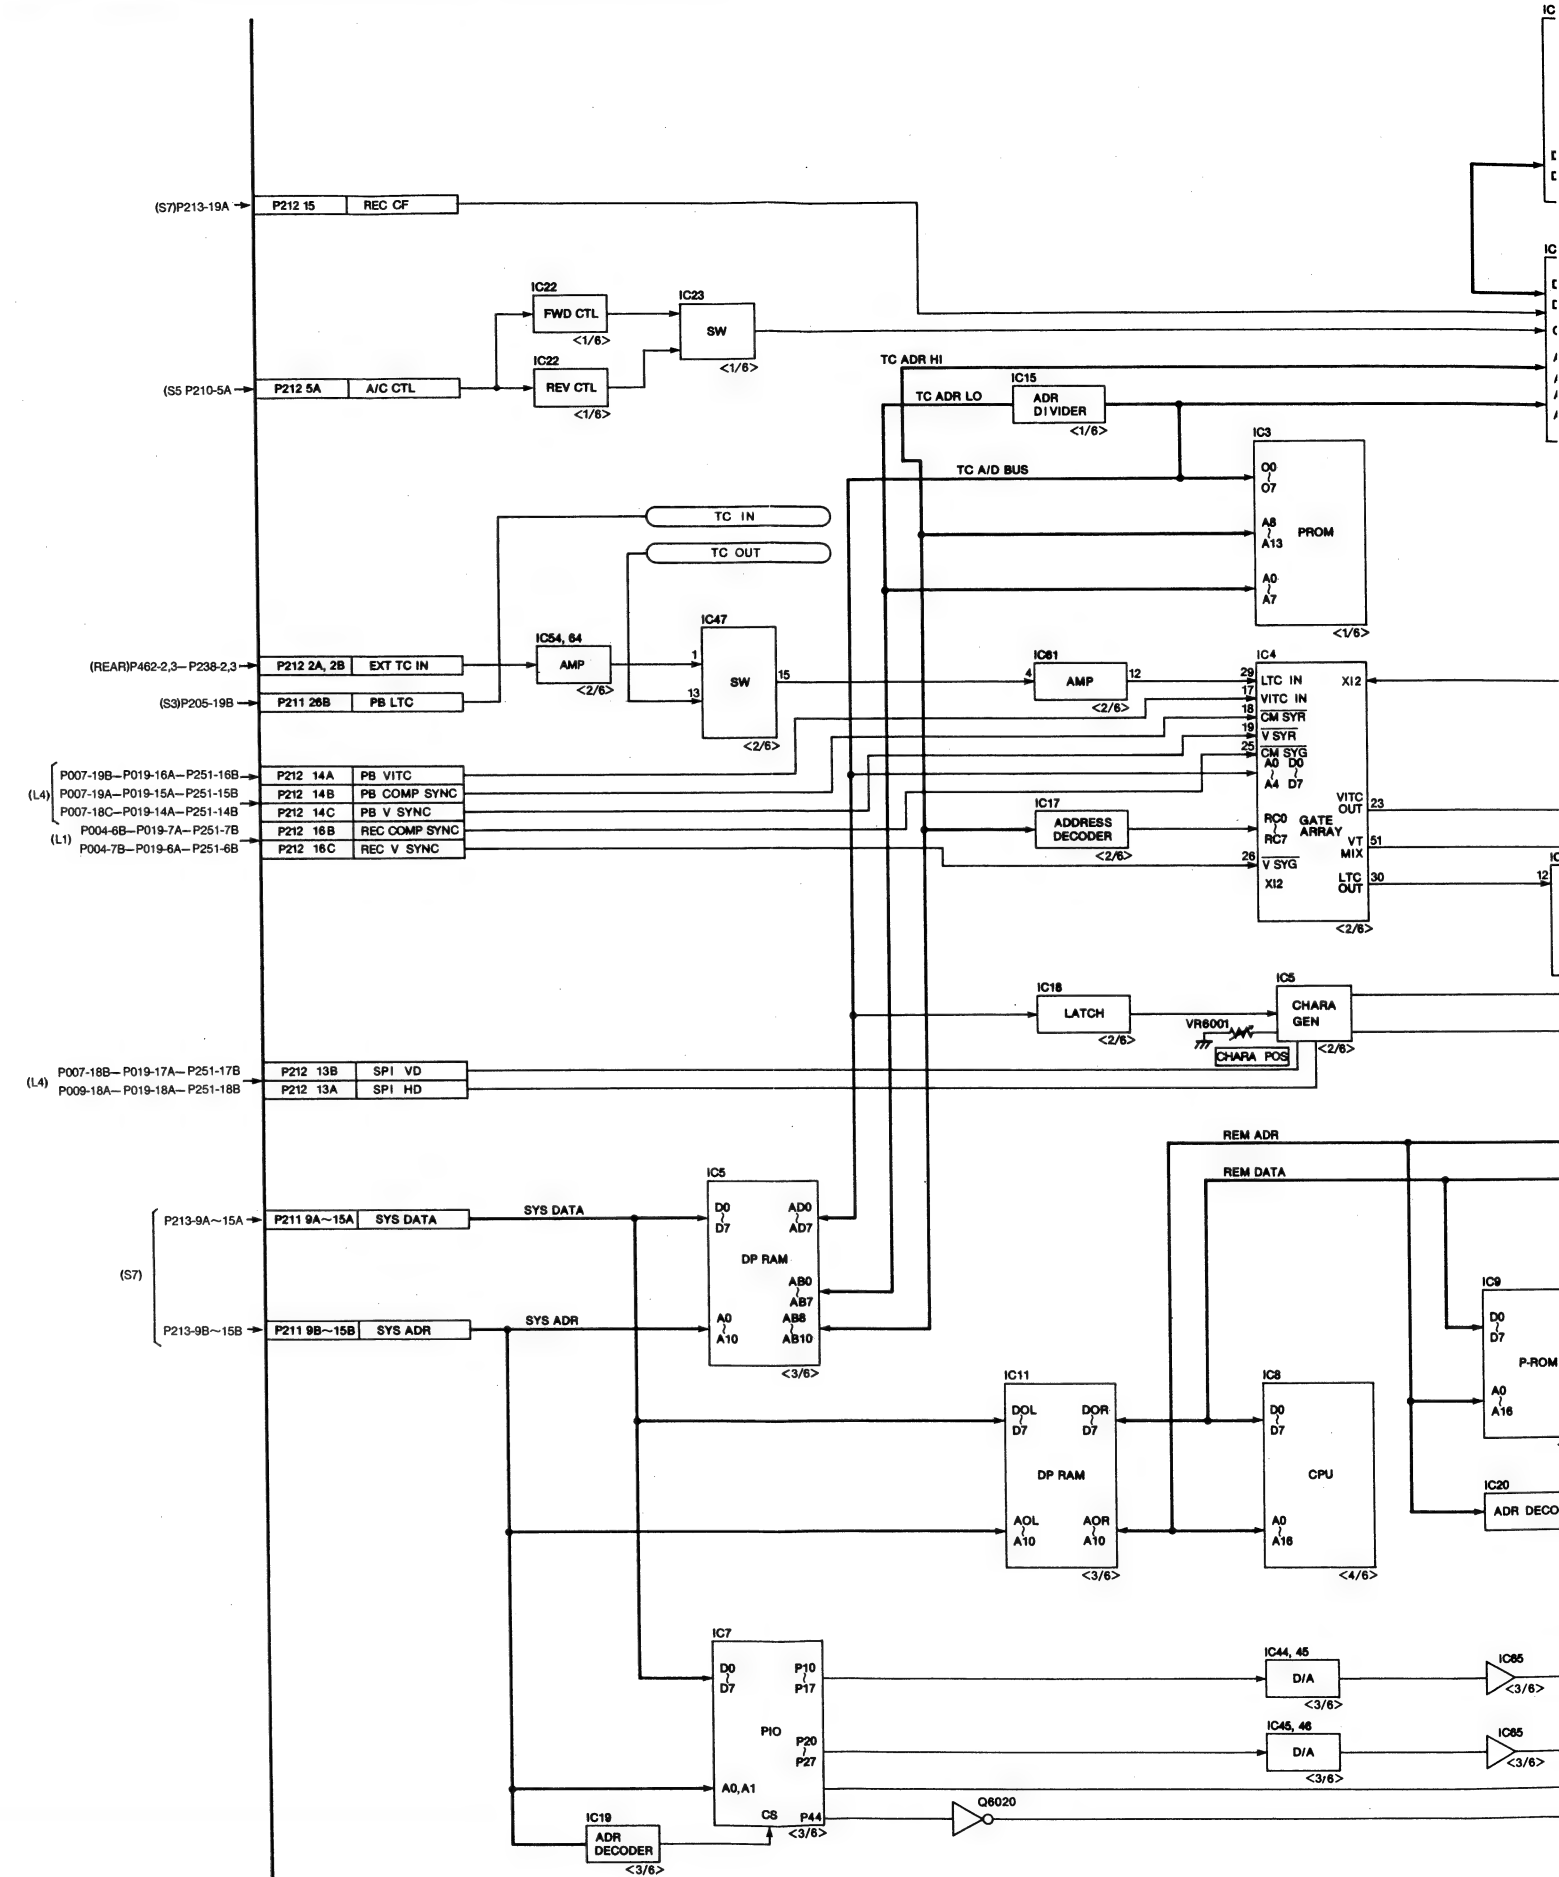 IC
(S7)P213-19A
P212 15 REC CF
IC
IC22
FWD CTL
<1/6>
IC23
SW
<1/6>
IC22
REV CTL
<1/6>
(S5 P210-5A
P212 5A A/C CTL
TC ADR HI
TC ADR LO
IC15
ADR
DIVIDER
<1/6>
TC A/D BUS
IC3
O0
~
O7
A8
~
A13
PROM
A0
~
A7
<1/6>
TC IN
TC OUT
(REAR)P462-2,3—P238-2,3
P212 2A, 2B EXT TC IN
(S3)P205-19B
P211 26B PB LTC
IC54, 64
AMP
<2/6>
IC47
1
SW
15
13
<2/6>
IC61
4
AMP
12
<2/6>
IC4
29 LTC IN XI2
17 VITC IN
18 CM SYR
19 V SYR
25 CM SYG
A0 D0
~ ~
A4 D7
VITC
OUT 23
RC0
~
RC7
GATE
ARRAY
VT
MIX 51
26 V SYG
XI2
LTC
OUT 30
<2/6>
IC
12
(L4)
P007-19B—P019-16A—P251-16B
P212 14A PB VITC
P007-19A—P019-15A—P251-15B
P212 14B PB COMP SYNC
P007-18C—P019-14A—P251-14B
P212 14C PB V SYNC
(L1)
P004-6B—P019-7A—P251-7B
P212 16B REC COMP SYNC
P004-7B—P019-6A—P251-6B
P212 16C REC V SYNC
IC17
ADDRESS
DECODER
<2/6>
IC18
LATCH
<2/6>
IC5
CHARA
GEN
<2/6>
VR6001
CHARA POS
(L4)
P007-18B—P019-17A—P251-17B
P212 13B SPI VD
P009-18A—P019-18A—P251-18B
P212 13A SPI HD
REM ADR
REM DATA
(S7)
P213-9A~15A
P211 9A~15A SYS DATA
SYS DATA
P213-9B~15B
P211 9B~15B SYS ADR
SYS ADR
IC5
D0
~
D7
AD0
~
AD7
DP RAM
AB0
~
AB7
A0
~
A10
AB8
~
AB10
<3/6>
IC9
D0
~
D7
P-ROM
A0
~
A16
IC11
DOL
~
D7
DOR
~
D7
DP RAM
AOL
~
A10
AOR
~
A10
<3/6>
IC8
D0
~
D7
CPU
A0
~
A16
<4/6>
IC20
ADR DECO
IC7
D0
~
D7
P10
~
P17
PIO
P20
~
P27
A0,A1
CS
P44
<3/6>
IC44, 45
D/A
<3/6>
IC65
<3/6>
IC45, 46
D/A
<3/6>
IC65
<3/6>
Q6020
IC19
ADR
DECODER
<3/6>